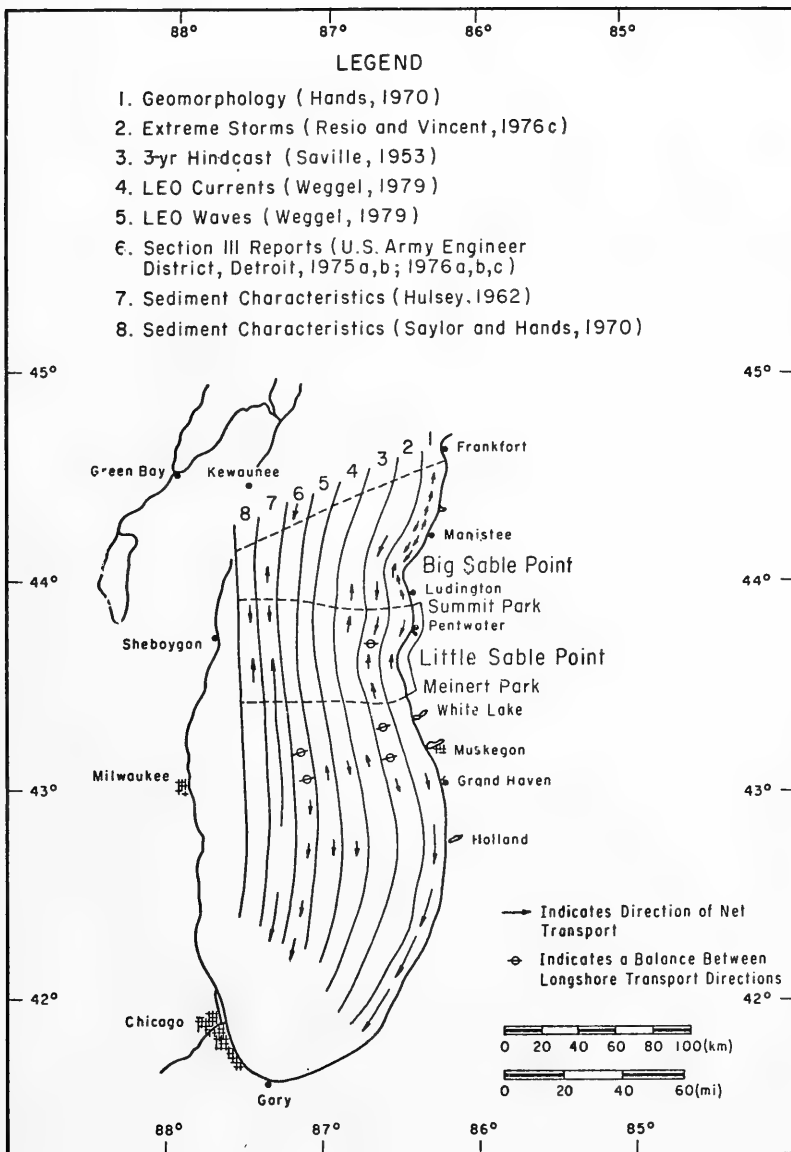 88° 87° 86° 85°
LEGEND
1. Geomorphology (Hands, 1970)
2. Extreme Storms (Resio and Vincent, 1976c)
3. 3-yr Hindcast (Saville, 1953)
4. LEO Currents (Weggel, 1979)
5. LEO Waves (Weggel, 1979)
6. Section III Reports (U.S. Army Engineer
District, Detroit, 1975a,b; 1976a,b,c)
7. Sediment Characteristics (Hulsey, 1962)
8. Sediment Characteristics (Saylor and Hands, 1970)
45° 45°
1 Frankfort
2
3
4
5
6
7
8
Green Bay Kewaunee
Manistee
Big Sable Point
44° 44°
Ludington
Summit Park
Pentwater
Sheboygan
Little Sable Point
Meinert Park
White Lake
Muskegon
Milwaukee
43° Grand Haven 43°
Holland
Indicates Direction of Net
Transport
Indicates a Balance Between
Longshore Transport Directions
42° 42°
Chicago
0 20 40 60 80 100(km)
0 20 40 60(mi)
Gary
88° 87° 86° 85°